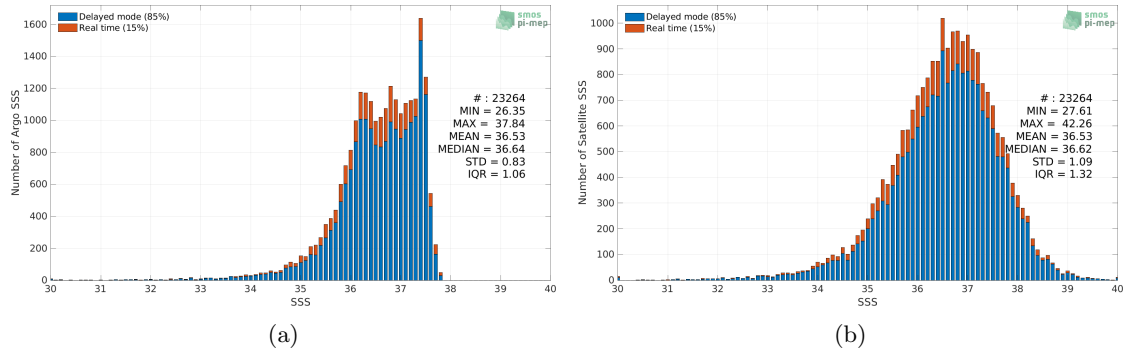 Delayed mode (85%)
Real time (15%)
smos
pi-mep
Number of Argo SSS
1600
1400
1200
1000
800
600
400
200
0
# : 23264
MIN = 26.35
MAX = 37.84
MEAN = 36.53
MEDIAN = 36.64
STD = 0.83
IQR = 1.06
30 31 32 33 34 35 36 37 38 39 40
SSS
(a)
Delayed mode (85%)
Real time (15%)
smos
pi-mep
Number of Satellite SSS
1000
900
800
700
600
500
400
300
200
100
0
# : 23264
MIN = 27.61
MAX = 42.26
MEAN = 36.53
MEDIAN = 36.62
STD = 1.09
IQR = 1.32
30 31 32 33 34 35 36 37 38 39 40
SSS
(b)